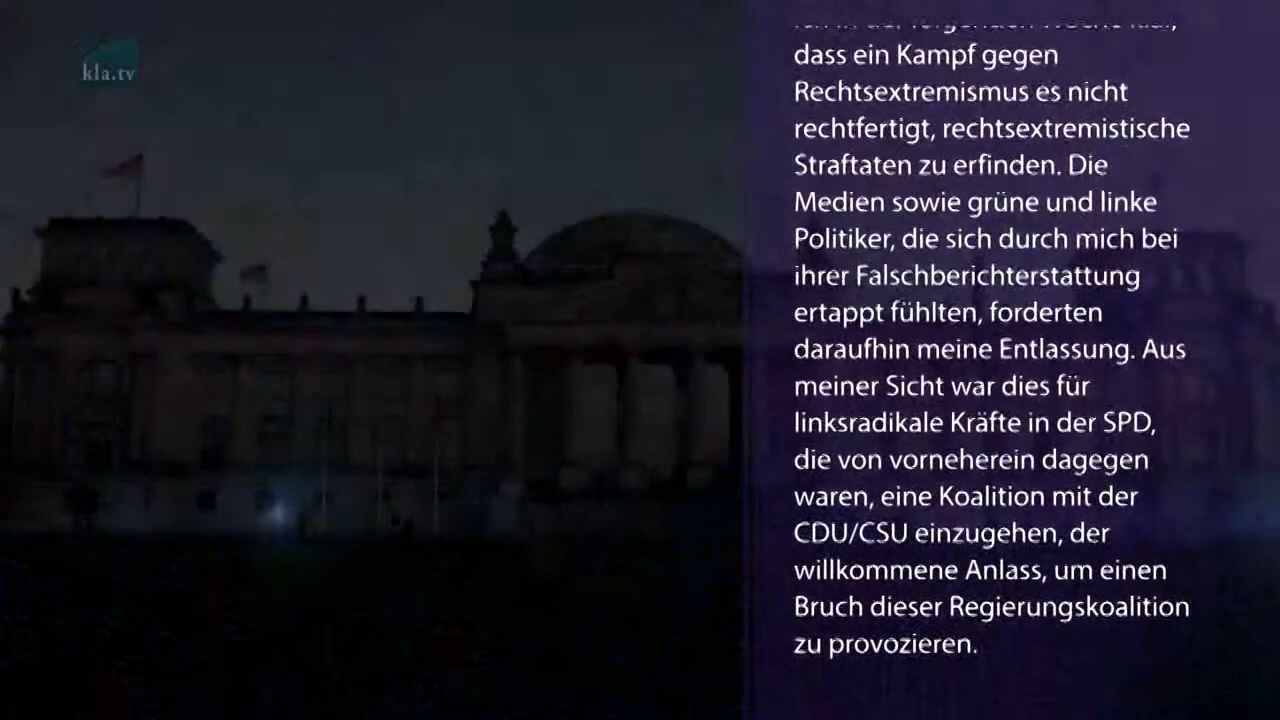 kla.tv
dass ein Kampf gegen
Rechtsextremismus es nicht
rechtfertigt, rechtsextremistische
Straftaten zu erfinden. Die
Medien sowie grüne und linke
Politiker, die sich durch mich bei
ihrer Falschberichterstattung
ertappt fühlten, forderten
daraufhin meine Entlassung. Aus
meiner Sicht war dies für
linksradikale Kräfte in der SPD,
die von vorneherein dagegen
waren, eine Koalition mit der
CDU/CSU einzugehen, der
willkommene Anlass, um einen
Bruch dieser Regierungskoalition
zu provozieren.